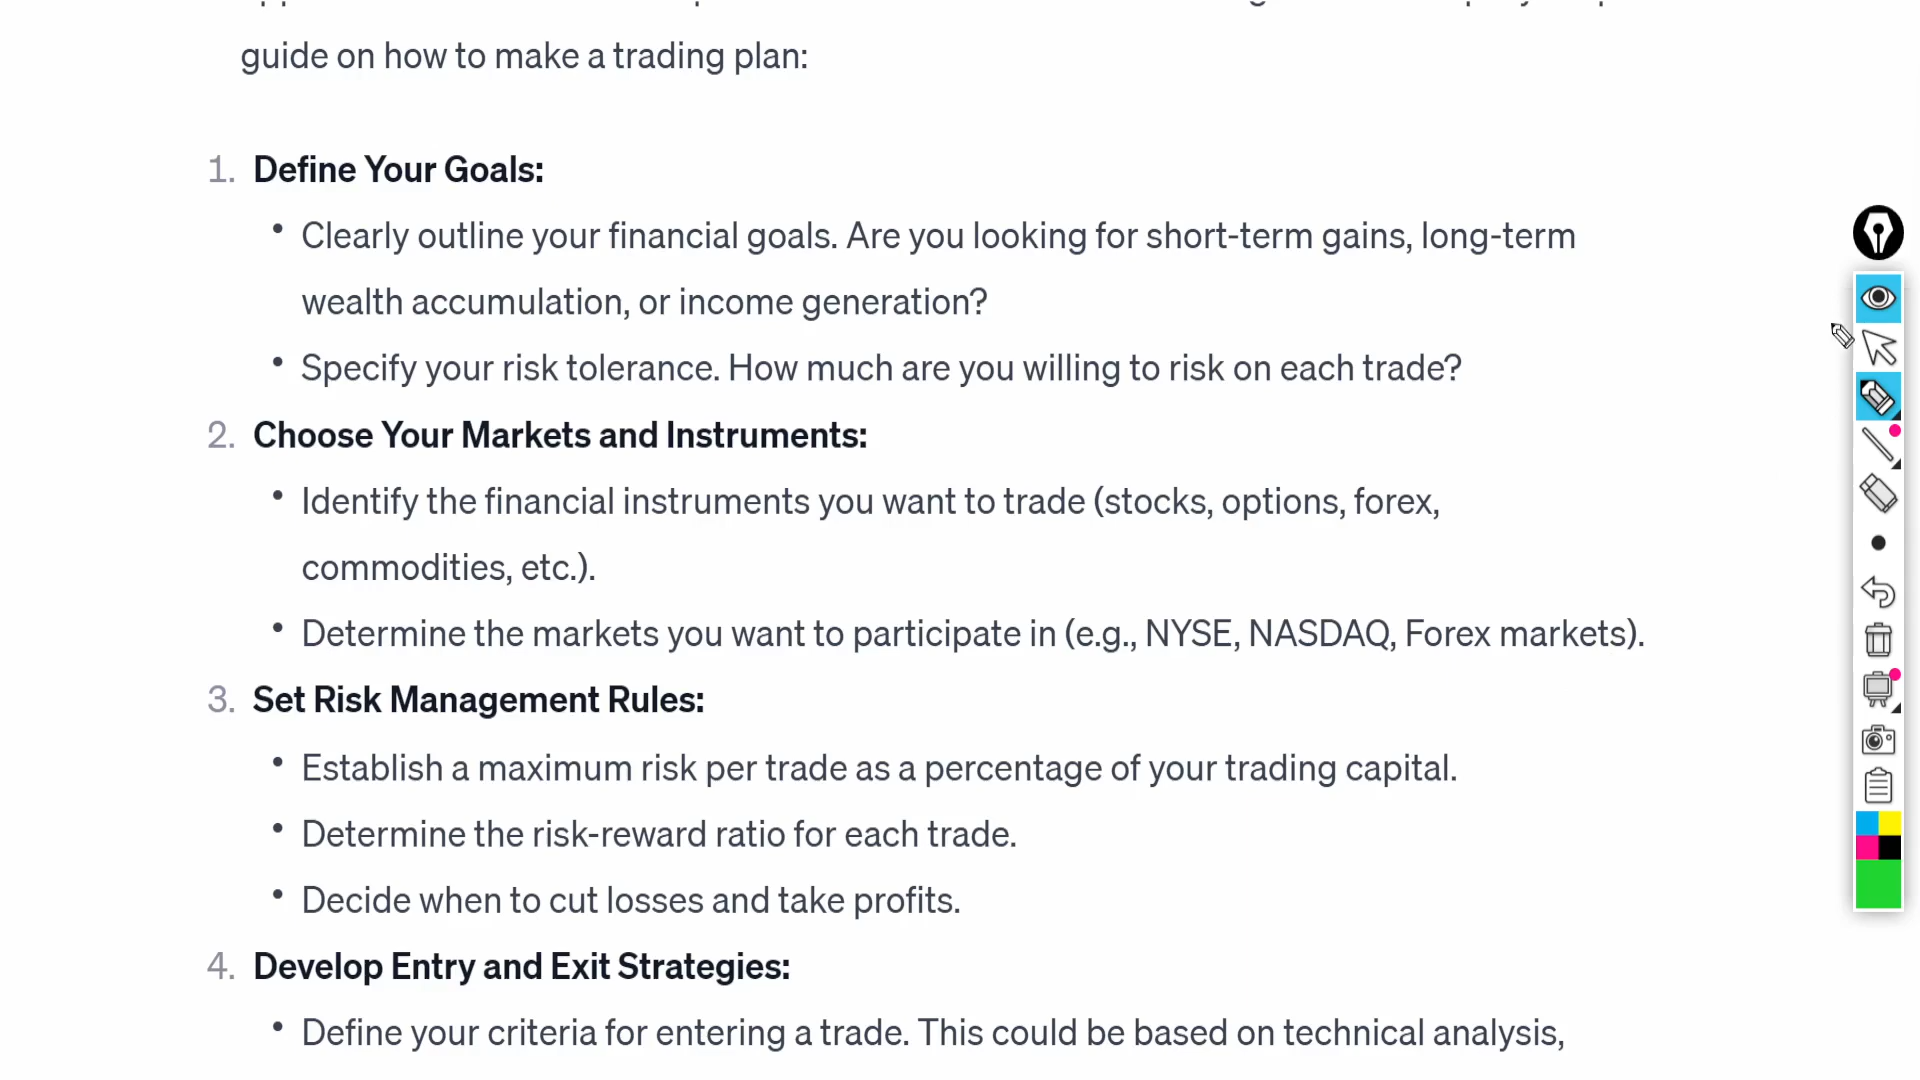 guide on how to make a trading plan:
1. Define Your Goals:
• Clearly outline your financial goals. Are you looking for short-term gains, long-term
wealth accumulation, or income generation?
• Specify your risk tolerance. How much are you willing to risk on each trade?
2. Choose Your Markets and Instruments:
• Identify the financial instruments you want to trade (stocks, options, forex,
commodities, etc.).
• Determine the markets you want to participate in (e.g., NYSE, NASDAQ, Forex markets).
3. Set Risk Management Rules:
• Establish a maximum risk per trade as a percentage of your trading capital.
• Determine the risk-reward ratio for each trade.
• Decide when to cut losses and take profits.
4. Develop Entry and Exit Strategies:
• Define your criteria for entering a trade. This could be based on technical analysis,